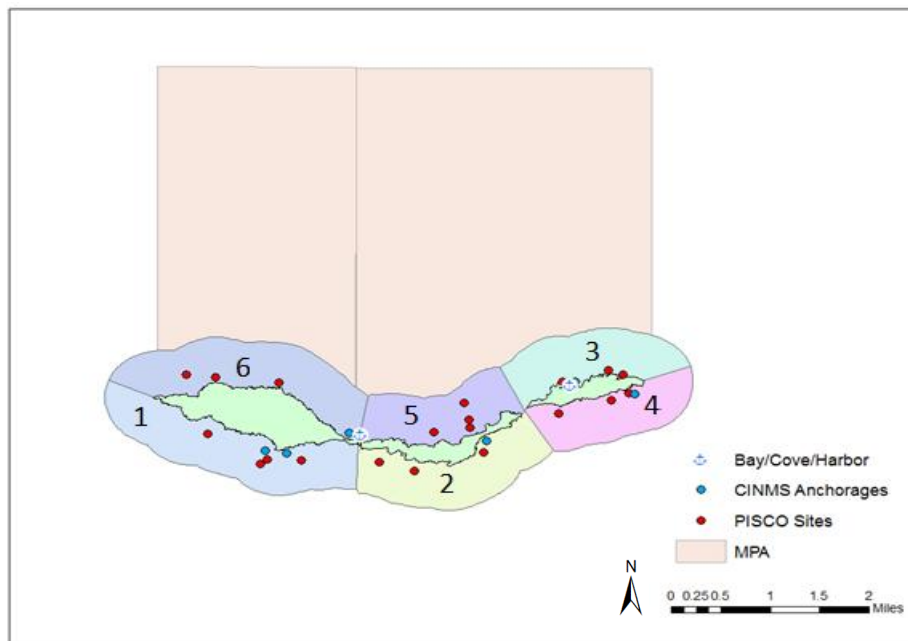 6
3
1
5
4
2
Bay/Cove/Harbor
CINMS Anchorages
PISCO Sites
MPA
N
0 0.25 0.5 1 1.5 2
Miles